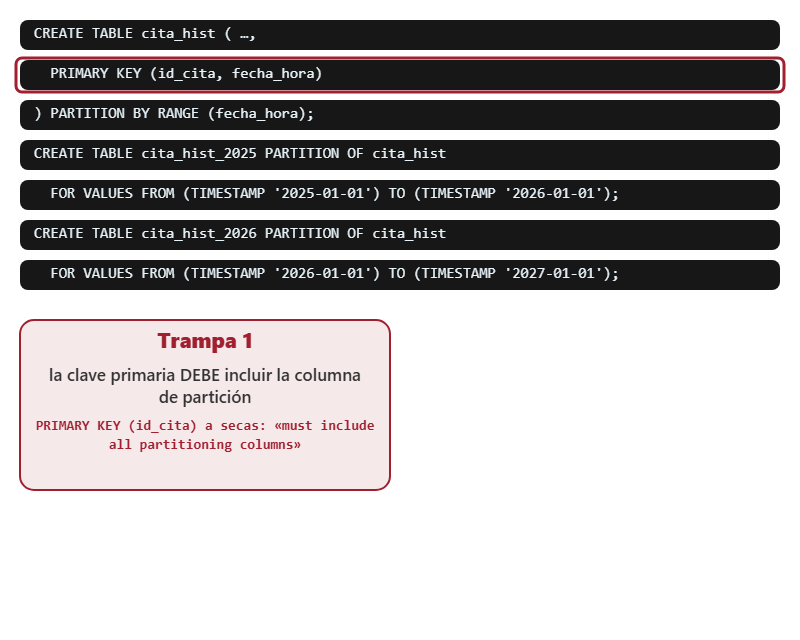 CREATE TABLE cita_hist ( …,
PRIMARY KEY (id_cita, fecha_hora)
) PARTITION BY RANGE (fecha_hora);
CREATE TABLE cita_hist_2025 PARTITION OF cita_hist
FOR VALUES FROM (TIMESTAMP '2025-01-01') TO (TIMESTAMP '2026-01-01');
CREATE TABLE cita_hist_2026 PARTITION OF cita_hist
FOR VALUES FROM (TIMESTAMP '2026-01-01') TO (TIMESTAMP '2027-01-01');
Trampa 1
la clave primaria DEBE incluir la columna
de partición
PRIMARY KEY (id_cita) a secas: «must include
all partitioning columns»